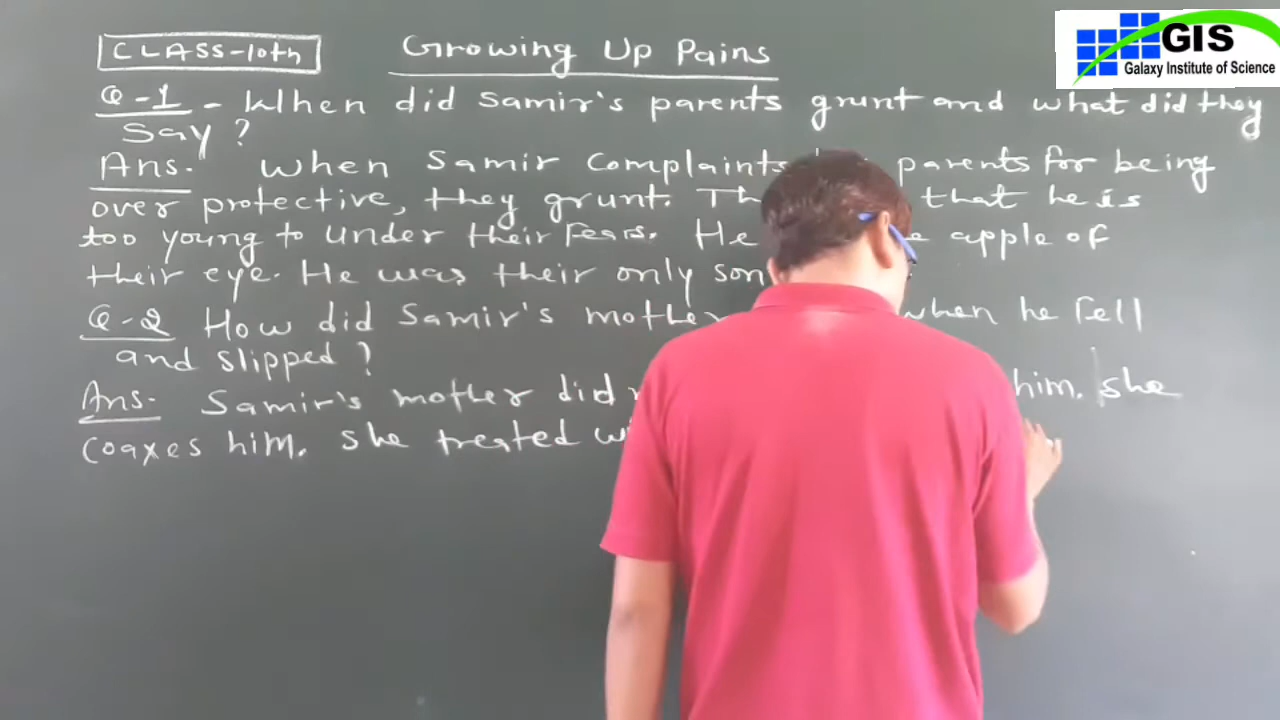 CLASS-10th
Growing Up Pains
GIS
Galaxy Institute of Science
Q-1 - When did Samir's parents grunt and what did they
Say ?
Ans. When Samir Complaints parents for being
over protective, they grunt. that he is
too young to under their fears. He apple of
their eye. He was their only son
Q-2 How did Samir's mother when he fell
and slipped ?
Ans. Samir's mother did him. she
coaxes him. she treated